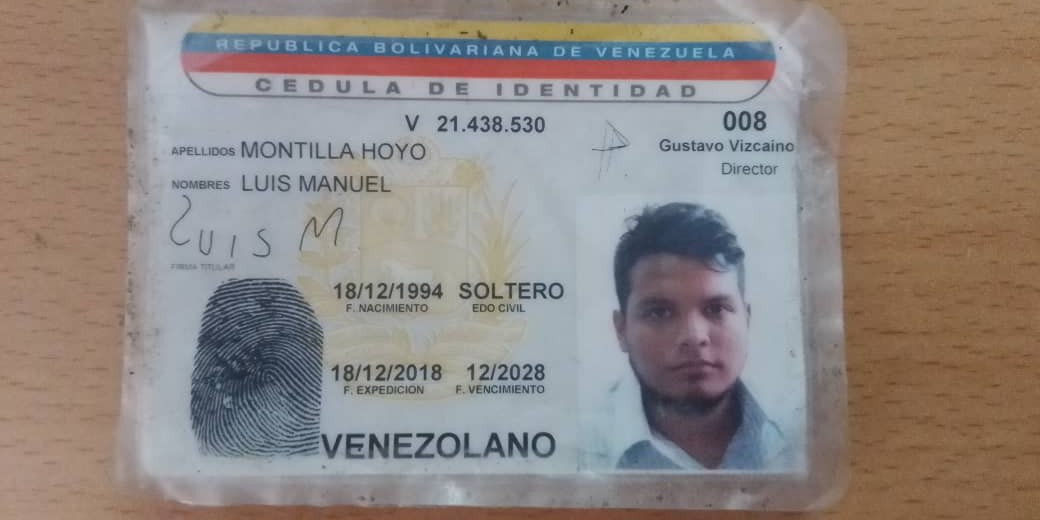 REPUBLICA BOLIVARIANA DE VENEZUELA
CEDULA DE IDENTIDAD
V 21.438.530
008
Gustavo Vizcaino
Director
APELLIDOS MONTILLA HOYO
NOMBRES LUIS MANUEL
LUIS M
FIRMA TITULAR
18/12/1994 SOLTERO
F. NACIMIENTO EDO CIVIL
18/12/2018 12/2028
F. EXPEDICION F. VENCIMIENTO
VENEZOLANO